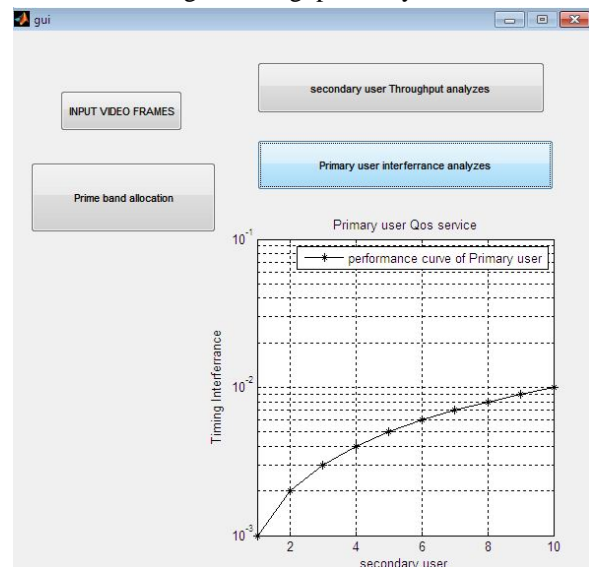 gui
secondary user Throughput analyzes
INPUT VIDEO FRAMES
Primary user interferrance analyzes
Prime band allocation
Primary user Qos service
performance curve of Primary user
Timing Interferrance
10^-1
10^-2
10^-3
2 4 6 8 10
secondary user